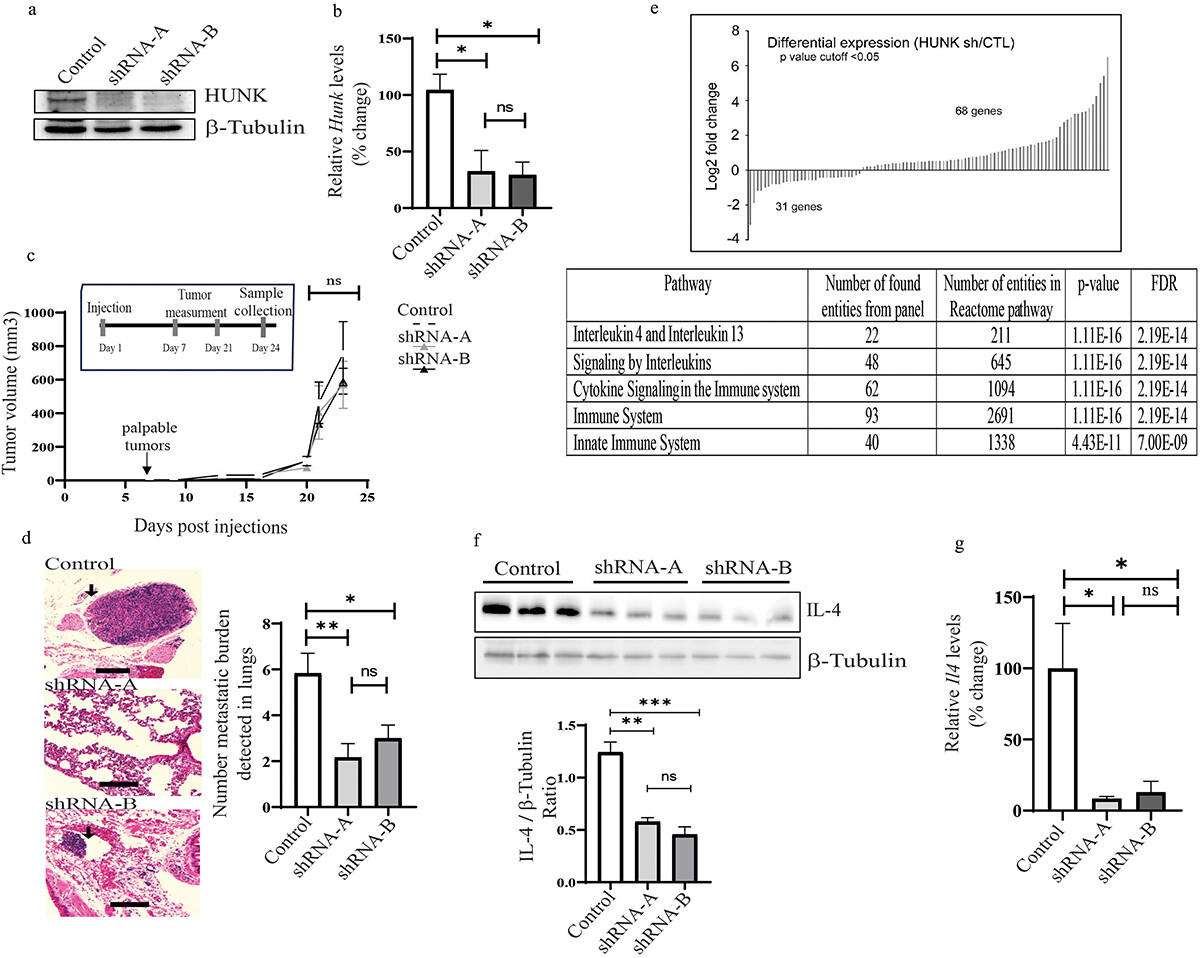 a
Control
shRNA-A
shRNA-B
HUNK
β-Tubulin
b
Relative Hunk levels
(% change)
150
100
50
0
*
*
ns
Control
shRNA-A
shRNA-B
e
Differential expression (HUNK sh/CTL)
p value cutoff <0.05
Log2 fold change
8
6
4
2
0
-2
-4
68 genes
31 genes
Pathway
Number of found
entities from panel
Number of entities in
Reactome pathway
p-value
FDR
Interleukin 4 and Interleukin 13 22 211 1.11E-16 2.19E-14
Signaling by Interleukins 48 645 1.11E-16 2.19E-14
Cytokine Signaling in the Immune system 62 1094 1.11E-16 2.19E-14
Immune System 93 2691 1.11E-16 2.19E-14
Innate Immune System 40 1338 4.43E-11 7.00E-09
c
Tumor volume (mm3)
1000
800
600
400
200
0
Injection
Tumor
measurment
Sample
collection
Day 1
Day 7
Day 21
Day 24
ns
palpable
tumors
0 5 10 15 20 25
Days post injections
Control
shRNA-A
shRNA-B
d
Control
shRNA-A
shRNA-B
Number metastatic burden
detected in lungs
8
6
4
2
0
*
**
ns
Control
shRNA-A
shRNA-B
f
Control shRNA-A shRNA-B
IL-4
β-Tubulin
IL-4 / β-Tubulin
Ratio
1.5
1.0
0.5
0.0
***
**
ns
Control
shRNA-A
shRNA-B
g
Relative Il4 levels
(% change)
150
100
50
0
*
*
ns
Control
shRNA-A
shRNA-B